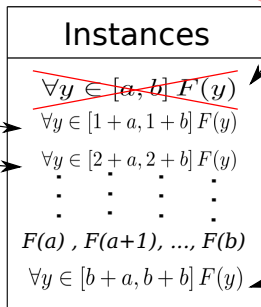 Instances
∀y ∈ [a, b] F(y)
∀y ∈ [1 + a, 1 + b] F(y)
∀y ∈ [2 + a, 2 + b] F(y)
F(a) , F(a+1), ..., F(b)
∀y ∈ [b + a, b + b] F(y)